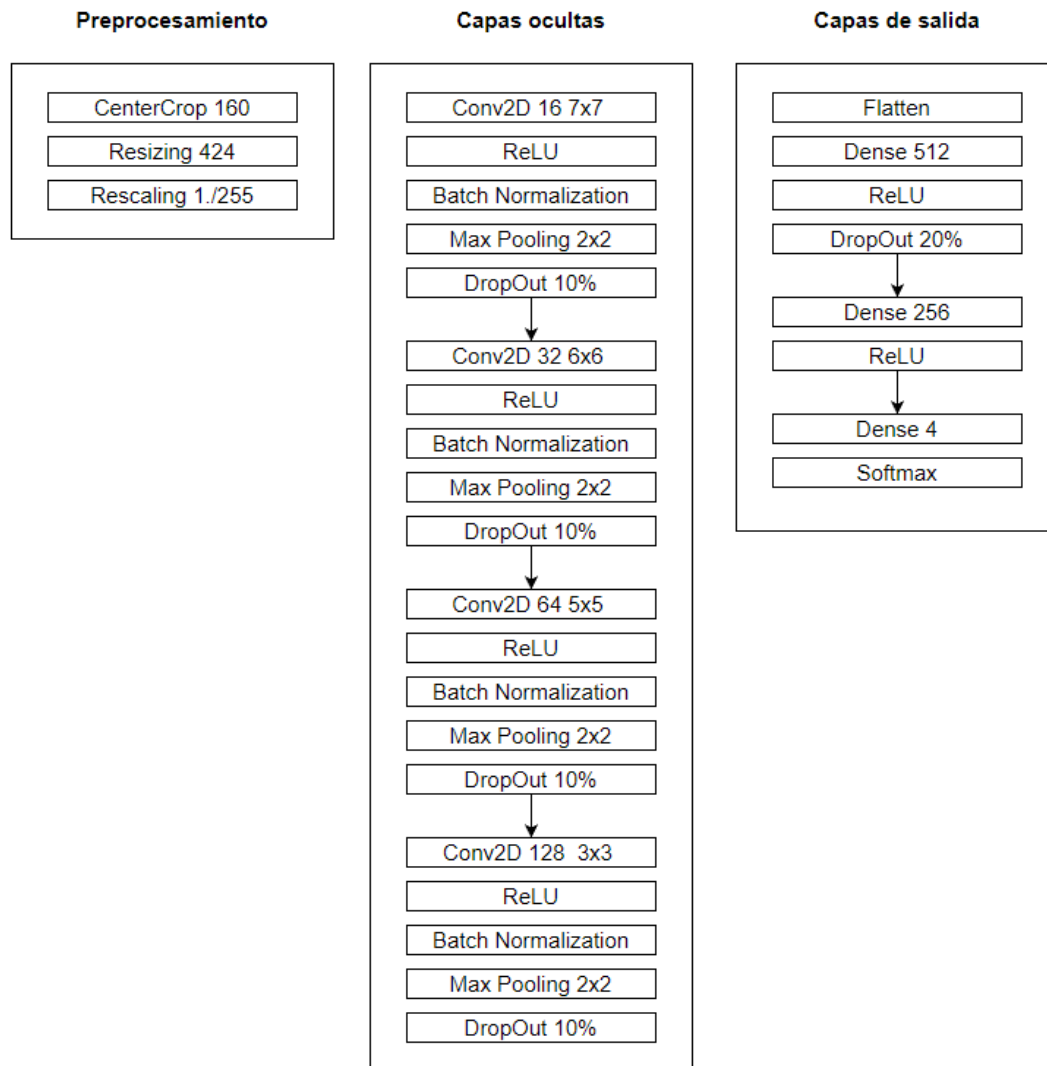 Preprocesamiento
CenterCrop 160
Resizing 424
Rescaling 1./255
Capas ocultas
Conv2D 16 7x7
ReLU
Batch Normalization
Max Pooling 2x2
DropOut 10%
Conv2D 32 6x6
ReLU
Batch Normalization
Max Pooling 2x2
DropOut 10%
Conv2D 64 5x5
ReLU
Batch Normalization
Max Pooling 2x2
DropOut 10%
Conv2D 128  3x3
ReLU
Batch Normalization
Max Pooling 2x2
DropOut 10%
Capas de salida
Flatten
Dense 512
ReLU
DropOut 20%
Dense 256
ReLU
Dense 4
Softmax